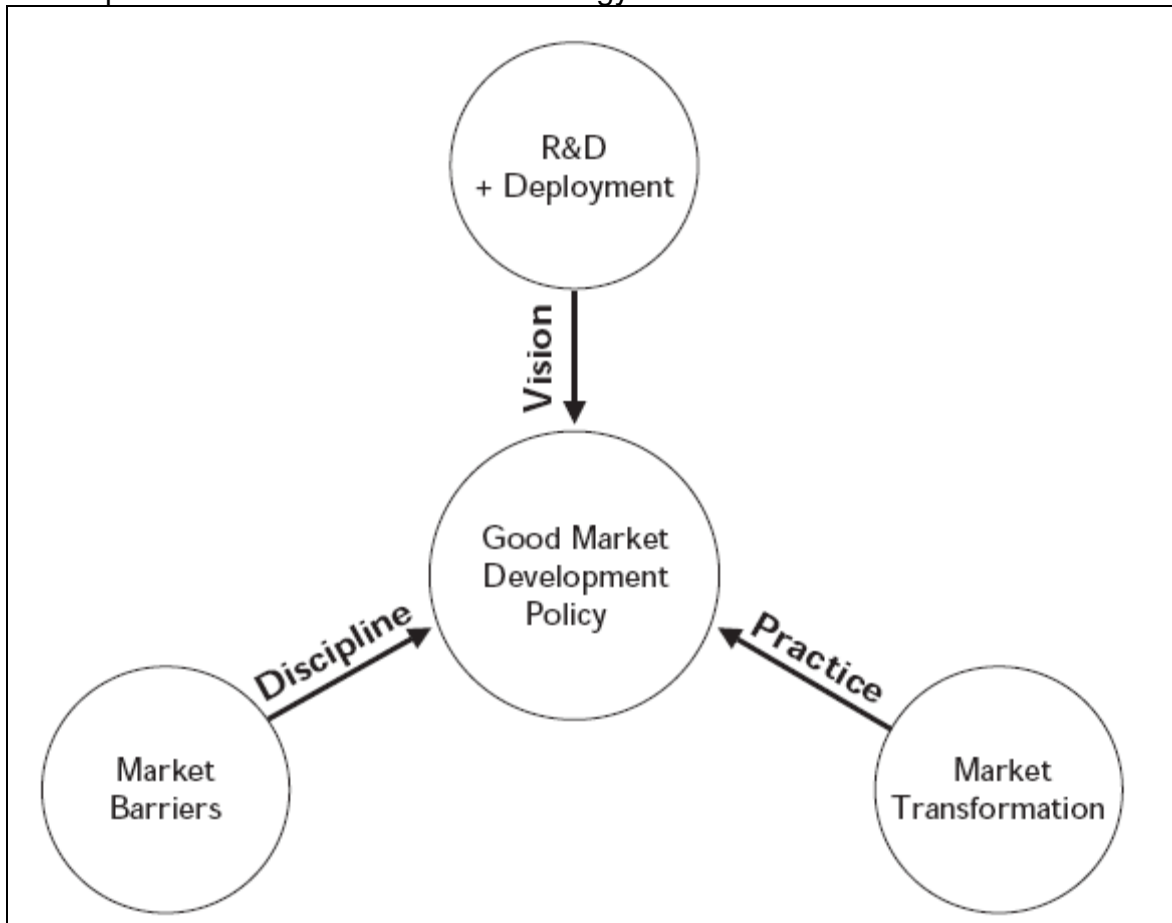 R&D
+ Deployment
Vision
Good Market
Development
Policy
Discipline
Practice
Market
Barriers
Market
Transformation